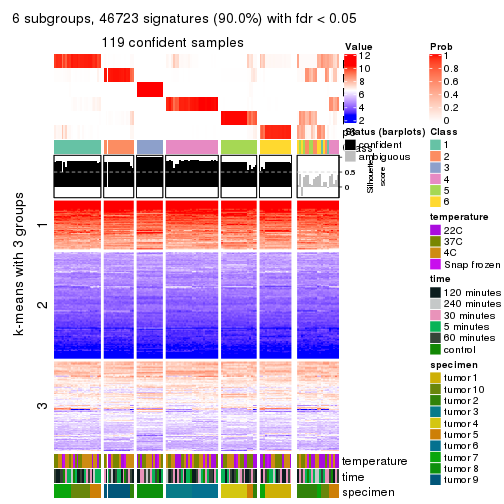 6 subgroups, 46723 signatures (90.0%) with fdr < 0.05
119 confident samples
k-means with 3 groups
1
2
3
Class
0.5
0
Silhouette
score
temperature
time
specimen
Value
12
10
8
6
4
2
Status (barplots)
confident
ambiguous
Prob
1
0.8
0.6
0.4
0.2
0
Class
1
2
3
4
5
6
temperature
22C
37C
4C
Snap frozen
time
120 minutes
240 minutes
30 minutes
5 minutes
60 minutes
control
specimen
tumor 1
tumor 10
tumor 2
tumor 3
tumor 4
tumor 5
tumor 6
tumor 7
tumor 8
tumor 9